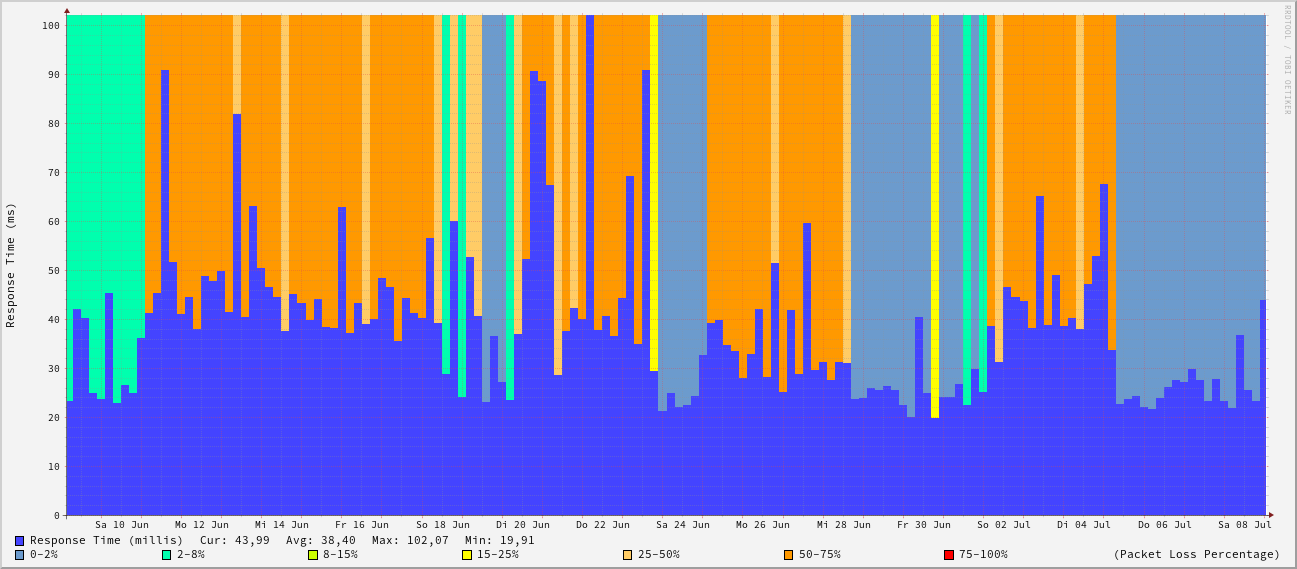 RRDTOOL / TOBI OETIKER
Response Time (ms)
100
90
80
70
60
50
40
30
20
10
0
Sa 10 Jun Mo 12 Jun Mi 14 Jun Fr 16 Jun So 18 Jun Di 20 Jun Do 22 Jun Sa 24 Jun Mo 26 Jun Mi 28 Jun Fr 30 Jun So 02 Jul Di 04 Jul Do 06 Jul Sa 08 Jul
Response Time (millis) Cur: 43,99 Avg: 38,40 Max: 102,07 Min: 19,91
0-2% 2-8% 8-15% 15-25% 25-50% 50-75% 75-100% (Packet Loss Percentage)